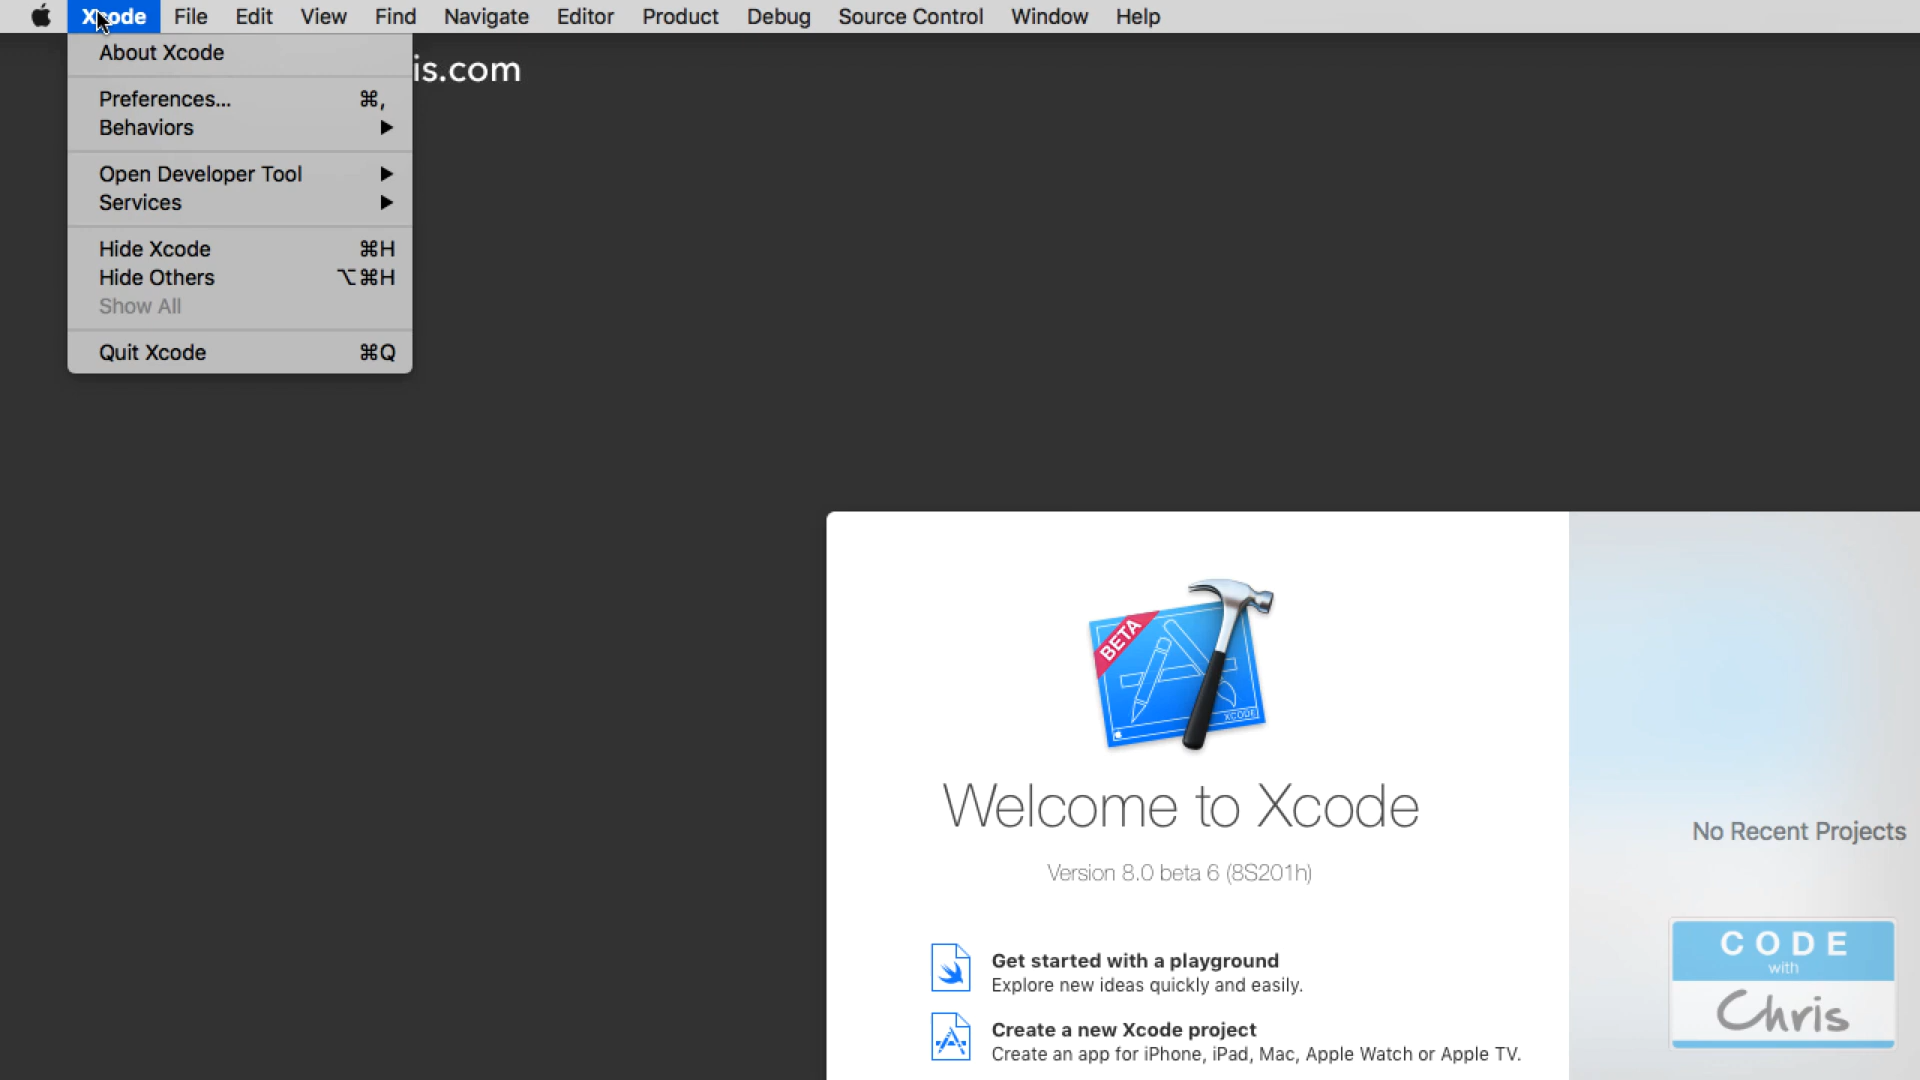 Xcode File Edit View Find Navigate Editor Product Debug Source Control Window Help
About Xcode
is.com
Preferences... ⌘,
Behaviors ▶
Open Developer Tool ▶
Services ▶
Hide Xcode ⌘H
Hide Others ⌥⌘H
Show All
Quit Xcode ⌘Q
BETA
XCODE
Welcome to Xcode
Version 8.0 beta 6 (8S201h)
No Recent Projects
Get started with a playground
Explore new ideas quickly and easily.
Create a new Xcode project
Create an app for iPhone, iPad, Mac, Apple Watch or Apple TV.
CODE
with
Chris